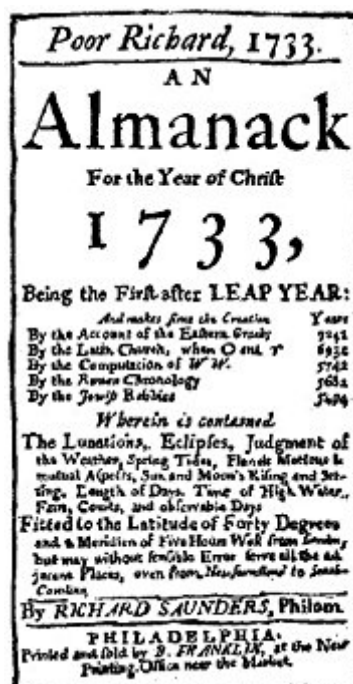 Poor Richard, 1733.
AN
Almanack
For the Year of Chriſt
1733,
Being the Firſt after LEAP YEAR:
And makes ſince the Creation Years
By the Account of the Eaſtern Greeks 7241
By the Latin Church, when O ent. ♈ 6932
By the Computation of W.W. 5742
By the Roman Chronology 5682
By the Jewiſh Rabbies 5494
Wherein is contained
The Lunations, Eclipſes, Judgment of
the Weather, Spring Tides, Planets Motions &
mutual Aſpects, Sun and Moon's Riſing and Set-
ting, Length of Days, Time of High Water,
Fairs, Courts, and obſervable Days
Fitted to the Latitude of Forty Degrees
and a Meridian of Five Hours Weſt from London,
but may without ſenſible Error ſerve all the ad-
jacent Places, even from Newfoundland to South-
Carolina
By RICHARD SAUNDERS, Philom.
PHILADELPHIA:
Printed and ſold by B. FRANKLIN, at the New
Printing-Office near the Market.